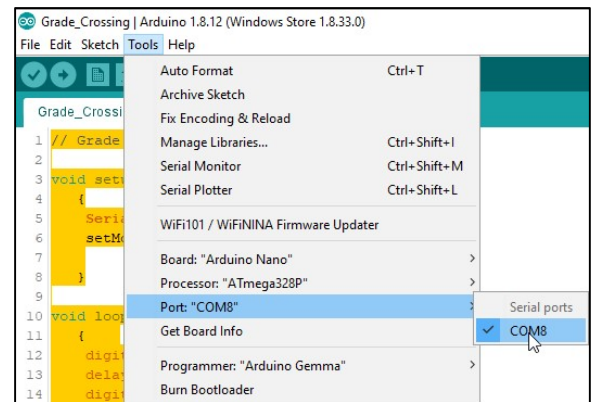 Grade_Crossing | Arduino 1.8.12 (Windows Store 1.8.33.0)
File Edit Sketch Tools Help
Auto Format Ctrl+T
Archive Sketch
Grade_Crossi
Fix Encoding & Reload
1 // Grade
Manage Libraries... Ctrl+Shift+I
2
Serial Monitor Ctrl+Shift+M
3 void setu
Serial Plotter Ctrl+Shift+L
4 {
5 Seria
WiFi101 / WiFiNINA Firmware Updater
6 setMo
7
Board: "Arduino Nano"
8 }
Processor: "ATmega328P"
9
Port: "COM8" Serial ports
10 void loop
Get Board Info COM8
11 {
12 digit
Programmer: "Arduino Gemma"
13 delay
Burn Bootloader
14 digit